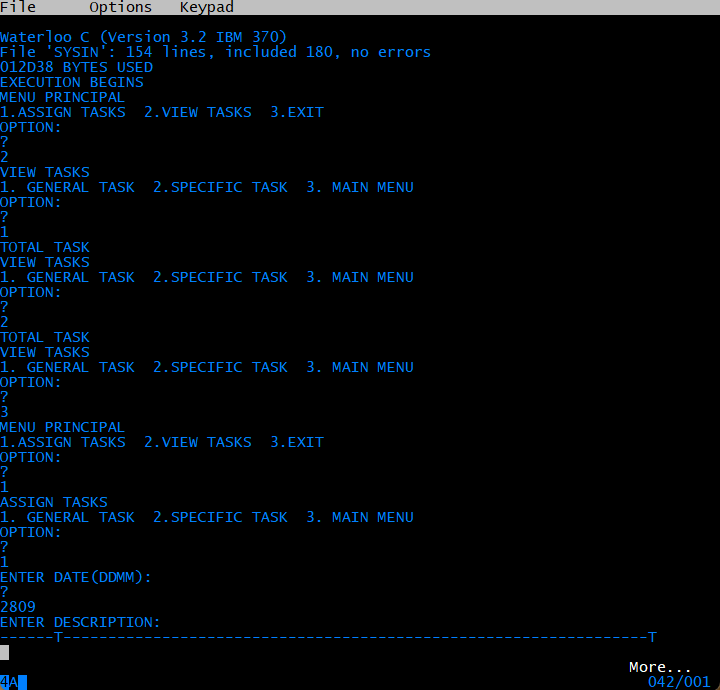 File      Options   Keypad
Waterloo C (Version 3.2 IBM 370)
File 'SYSIN': 154 lines, included 180, no errors
012D38 BYTES USED
EXECUTION BEGINS
MENU PRINCIPAL
1.ASSIGN TASKS  2.VIEW TASKS  3.EXIT
OPTION:
?
2
VIEW TASKS
1. GENERAL TASK  2.SPECIFIC TASK  3. MAIN MENU
OPTION:
?
1
TOTAL TASK
VIEW TASKS
1. GENERAL TASK  2.SPECIFIC TASK  3. MAIN MENU
OPTION:
?
2
TOTAL TASK
VIEW TASKS
1. GENERAL TASK  2.SPECIFIC TASK  3. MAIN MENU
OPTION:
?
3
MENU PRINCIPAL
1.ASSIGN TASKS  2.VIEW TASKS  3.EXIT
OPTION:
?
1
ASSIGN TASKS
1. GENERAL TASK  2.SPECIFIC TASK  3. MAIN MENU
OPTION:
?
1
ENTER DATE(DDMM):
?
2809
ENTER DESCRIPTION:
------T-----------------------------------------------------------------T
More...
4A 042/001